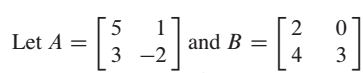 Let A = [5 1; 3 -2] and B = [2 0; 4 3]